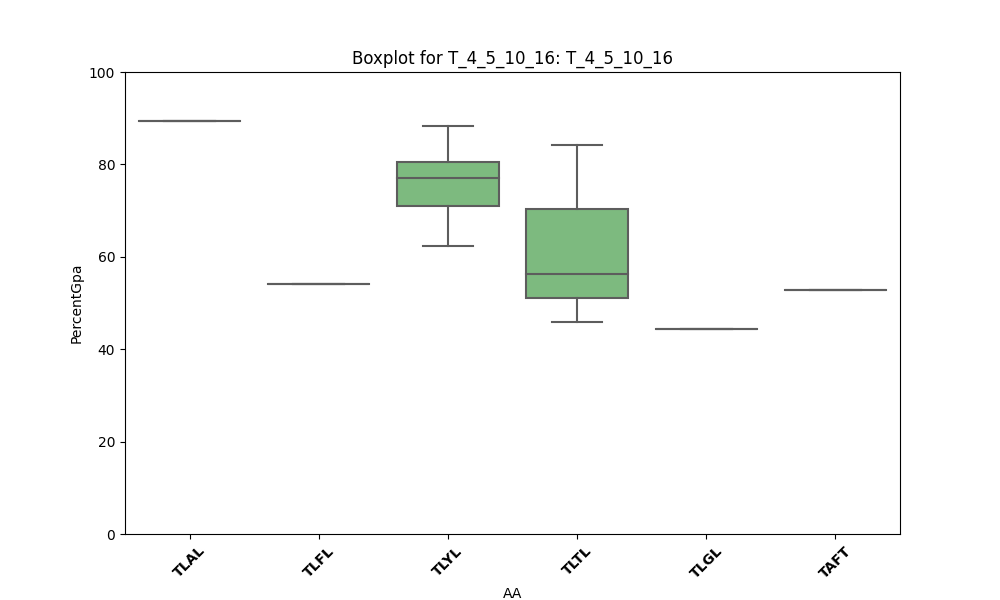 Boxplot for T_4_5_10_16: T_4_5_10_16
100
80
60
40
20
0
PercentGpa
TLAL
TLFL
TLYL
TLTL
TLGL
TAFT
AA